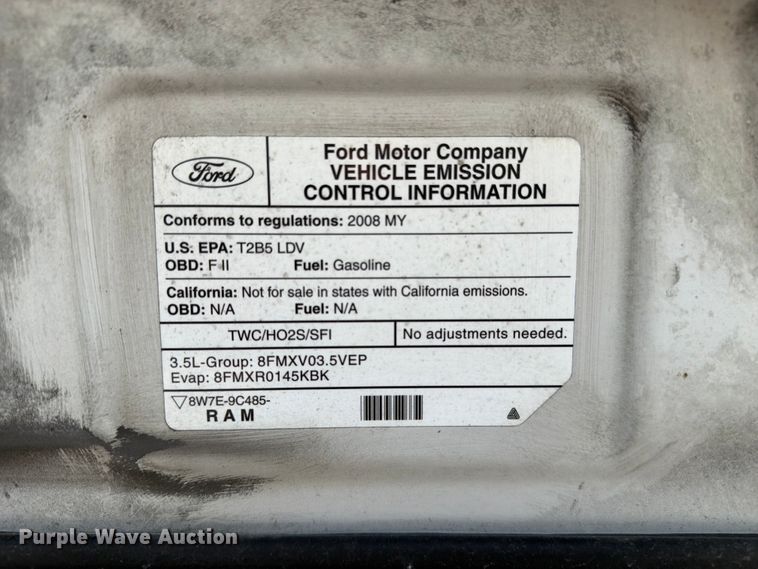 Ford
Ford Motor Company
VEHICLE EMISSION
CONTROL INFORMATION
Conforms to regulations: 2008 MY
U.S. EPA: T2B5 LDV
OBD: F II Fuel: Gasoline
California: Not for sale in states with California emissions.
OBD: N/A Fuel: N/A
TWC/HO2S/SFI No adjustments needed.
3.5L-Group: 8FMXV03.5VEP
Evap: 8FMXR0145KBK
8W7E-9C485-
RAM
Purple Wave Auction